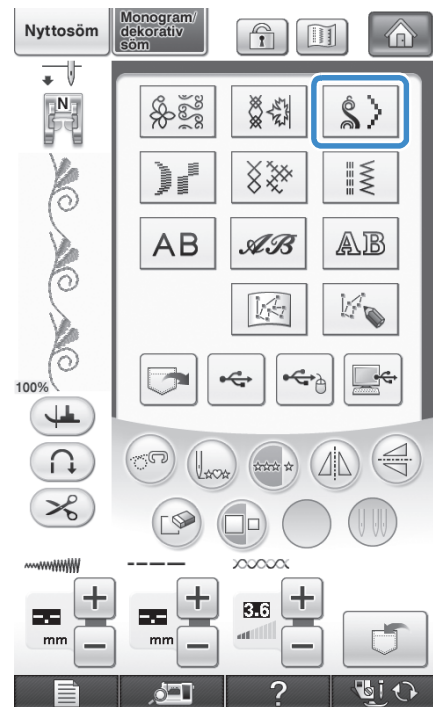 Nyttosöm
Monogram/
dekorativ
söm
N
AB
AB
AB
100%
3.6
mm
mm
?